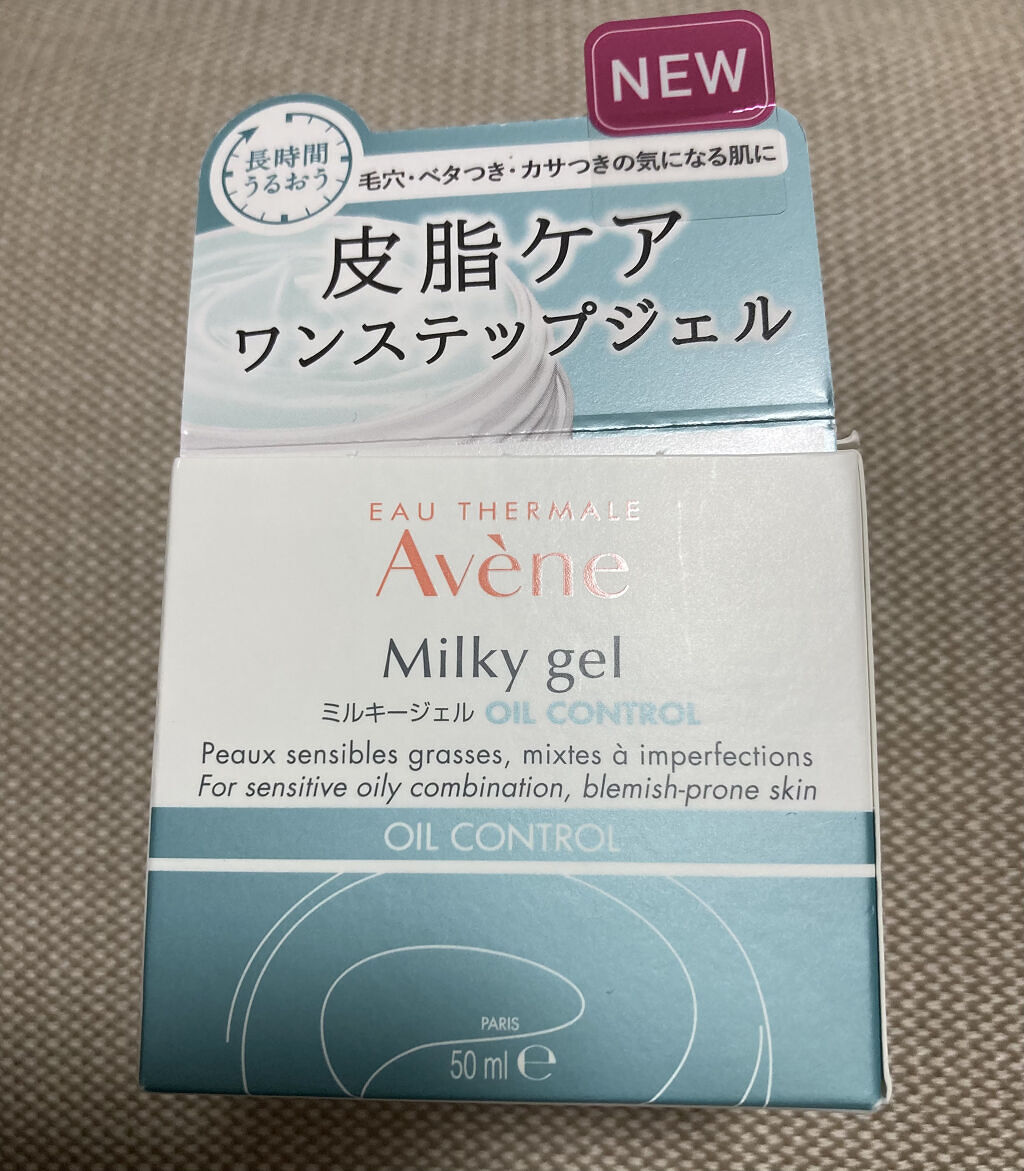 NEW
長時間
うるおう
毛穴・ベタつき・カサつきの気になる肌に
皮脂ケア
ワンステップジェル
EAU THERMALE
Avène
Milky gel
ミルキージェル OIL CONTROL
Peaux sensibles grasses, mixtes à imperfections
For sensitive oily combination, blemish-prone skin
OIL CONTROL
PARIS
50 ml ℮